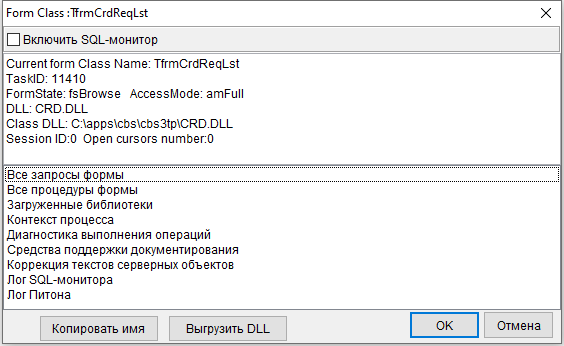 Form Class :TfrmCrdReqLst
Включить SQL-монитор
Current form Class Name: TfrmCrdReqLst
TaskID: 11410
FormState: fsBrowse   AccessMode: amFull
DLL: CRD.DLL
Class DLL: C:\apps\cbs\cbs3tp\CRD.DLL
Session ID:0  Open cursors number:0
Все запросы формы
Все процедуры формы
Загруженные библиотеки
Контекст процесса
Диагностика выполнения операций
Средства поддержки документирования
Коррекция текстов серверных объектов
Лог SQL-монитора
Лог Питона
Копировать имя
Выгрузить DLL
OK
Отмена